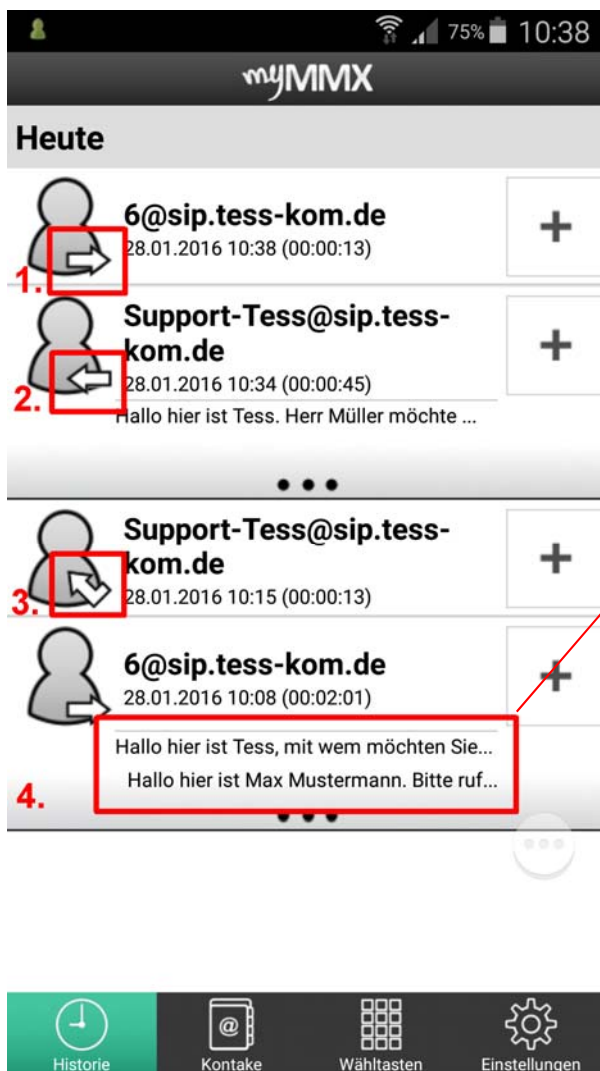 75% 10:38
myMMX
Heute
6@sip.tess-kom.de
28.01.2016 10:38 (00:00:13)
+
1.
Support-Tess@sip.tess-
kom.de
28.01.2016 10:34 (00:00:45)
+
2.
Hallo hier ist Tess. Herr Müller möchte ...
Support-Tess@sip.tess-
kom.de
28.01.2016 10:15 (00:00:13)
+
3.
6@sip.tess-kom.de
28.01.2016 10:08 (00:02:01)
+
Hallo hier ist Tess, mit wem möchten Sie...
Hallo hier ist Max Mustermann. Bitte ruf...
4.
@
Historie Kontake Wähltasten Einstellungen